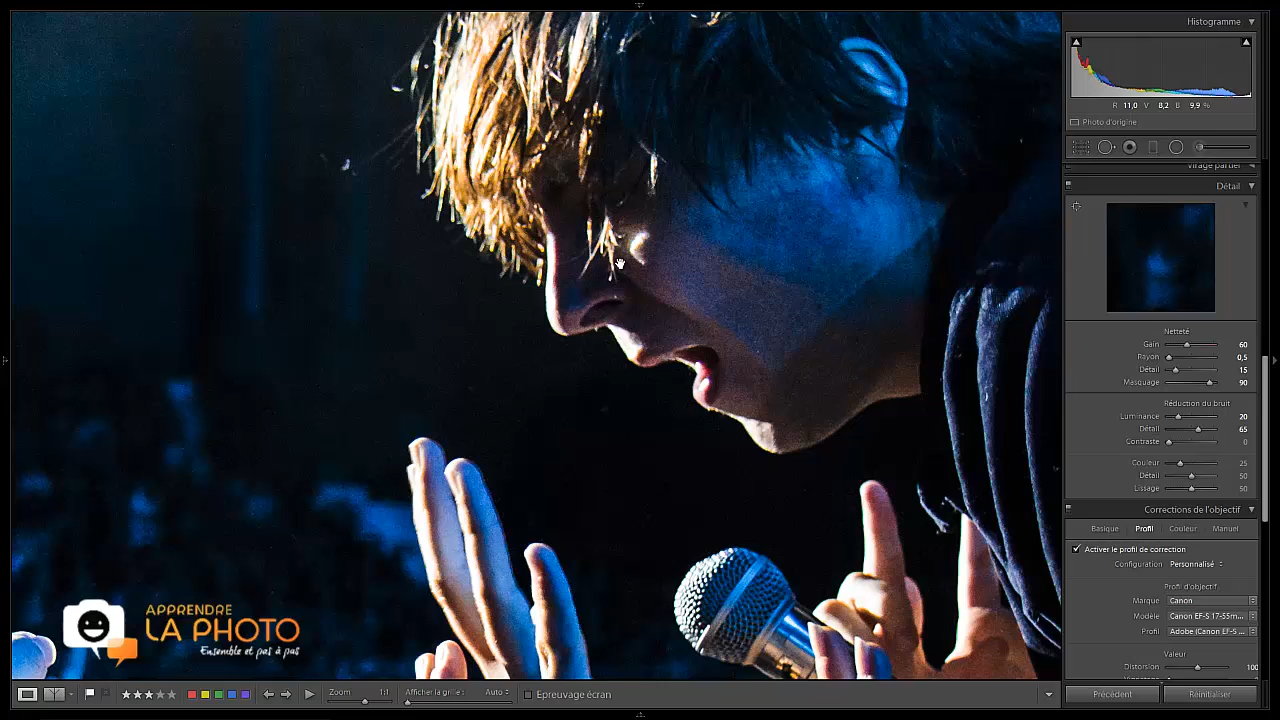 Histogramme
R 11,0 V 8,2 B 9,9 %
Photo d'origine
Virage partiel
Détail
Netteté
Gain 60
Rayon 0,5
Détail 15
Masquage 90
Réduction du bruit
Luminance 20
Détail 65
Contraste 0
Couleur 25
Détail 50
Lissage 50
Corrections de l'objectif
Basique Profil Couleur Manuel
Activer le profil de correction
Configuration Personnalisé
Profil d'objectif
Marque Canon
Modèle Canon EF-S 17-55m...
Profil Adobe (Canon EF-S ...
Valeur
Distorsion 100
APPRENDRE
LA PHOTO
Ensemble et pas à pas
Zoom 1:1 Afficher la grille : Auto Epreuvage écran
Précédent Réinitialiser